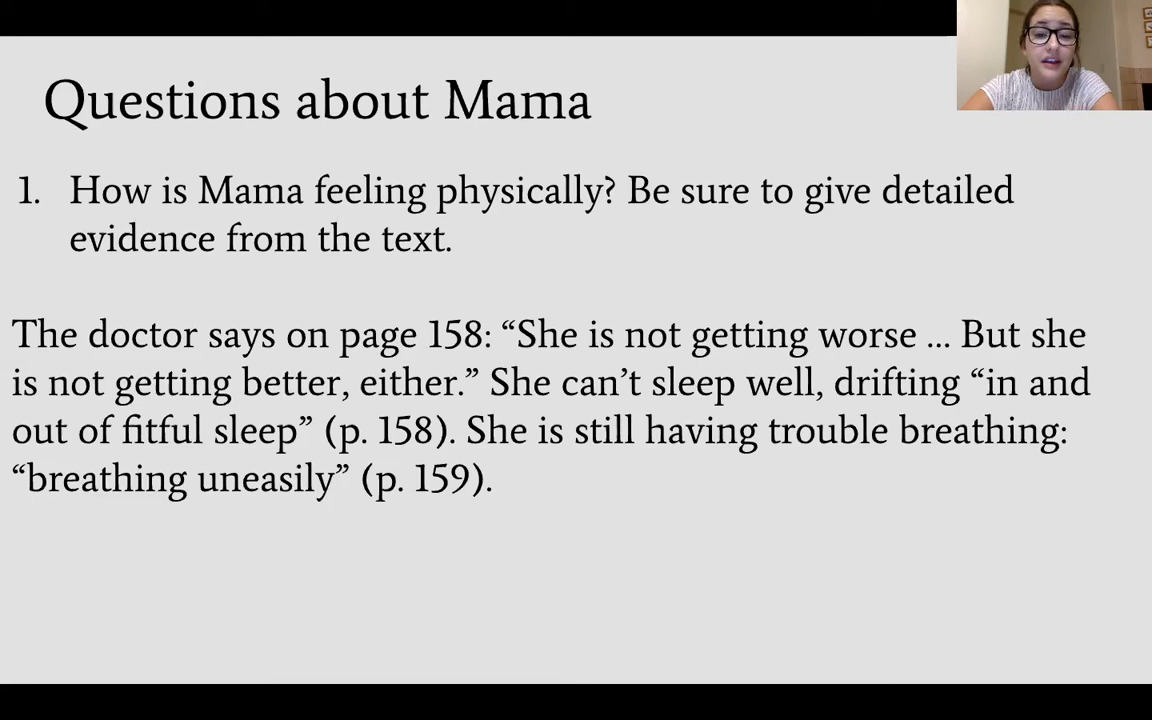 Questions about Mama
1. How is Mama feeling physically? Be sure to give detailed
evidence from the text.
The doctor says on page 158: “She is not getting worse ... But she
is not getting better, either.” She can’t sleep well, drifting “in and
out of fitful sleep” (p. 158). She is still having trouble breathing:
“breathing uneasily” (p. 159).